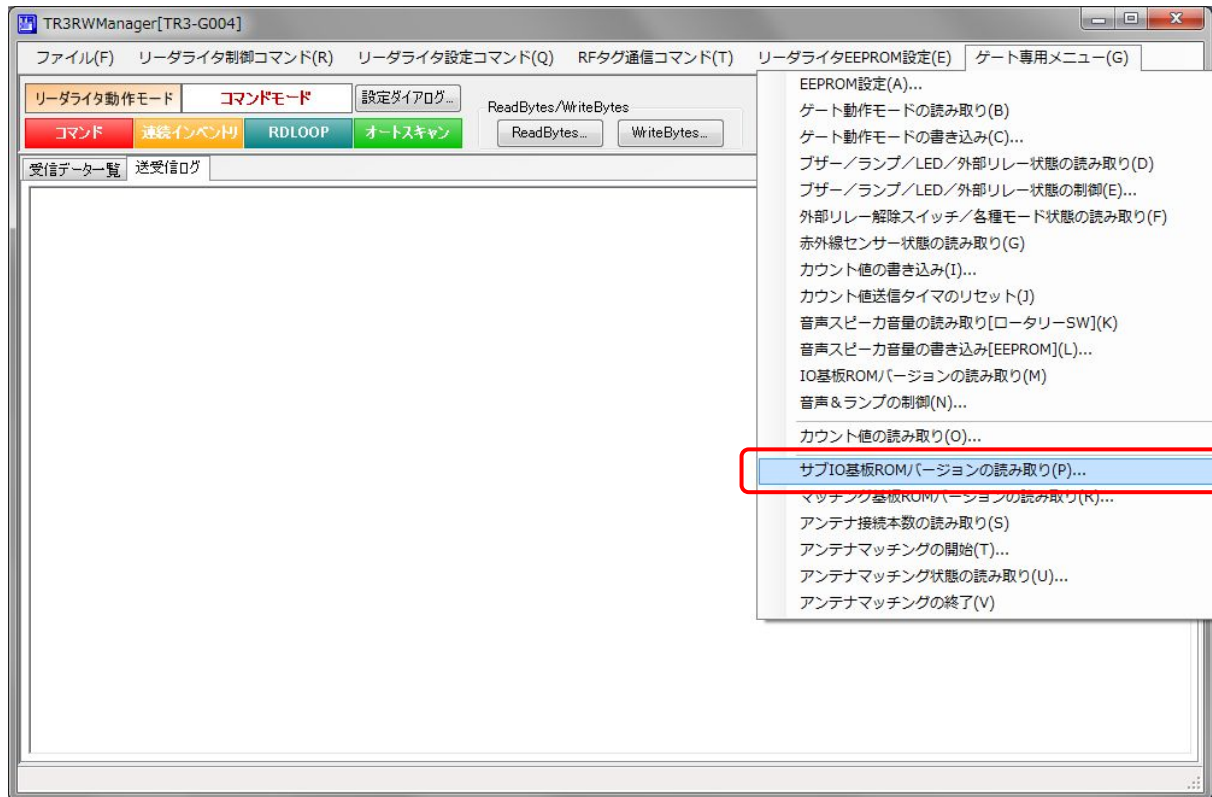 TR3RWManager[TR3-G004]
ファイル(F) リーダライタ制御コマンド(R) リーダライタ設定コマンド(Q) RFタグ通信コマンド(T) リーダライタEEPROM設定(E) ゲート専用メニュー(G)
リーダライタ動作モード コマンドモード 設定ダイアログ...
ReadBytes/WriteBytes
コマンド 連続インベントリ RDLOOP オートスキャン ReadBytes... WriteBytes...
受信データ一覧 送受信ログ
EEPROM設定(A)...
ゲート動作モードの読み取り(B)
ゲート動作モードの書き込み(C)...
ブザー/ランプ/LED/外部リレー状態の読み取り(D)
ブザー/ランプ/LED/外部リレー状態の制御(E)...
外部リレー解除スイッチ/各種モード状態の読み取り(F)
赤外線センサー状態の読み取り(G)
カウント値の書き込み(I)...
カウント値送信タイマのリセット(J)
音声スピーカ音量の読み取り[ロータリーSW](K)
音声スピーカ音量の書き込み[EEPROM](L)...
IO基板ROMバージョンの読み取り(M)
音声&ランプの制御(N)...
カウント値の読み取り(O)...
サブIO基板ROMバージョンの読み取り(P)...
マッチング基板ROMバージョンの読み取り(R)...
アンテナ接続本数の読み取り(S)
アンテナマッチングの開始(T)...
アンテナマッチング状態の読み取り(U)...
アンテナマッチングの終了(V)